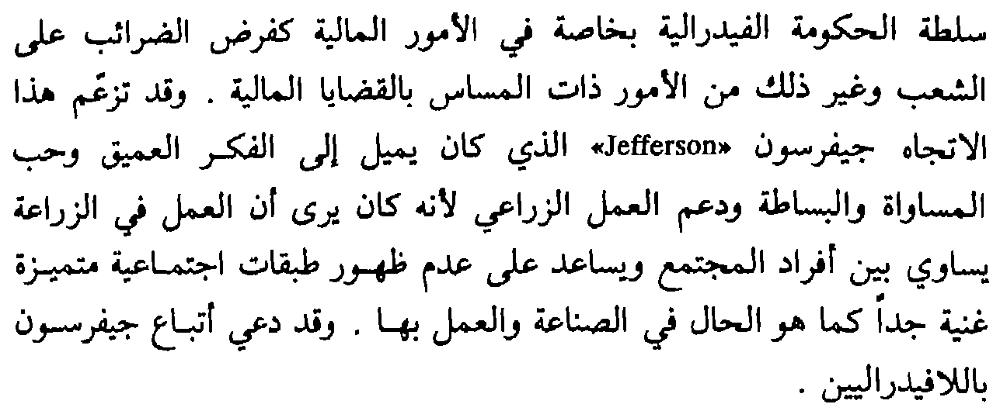 سلطة الحكومة الفيدرالية بخاصة في الأمور المالية كفرض الضرائب على
الشعب وغير ذلك من الأمور ذات المساس بالقضايا المالية . وقد تزعّم هذا
الاتجاه جيفرسون «Jefferson» الذي كان يميل إلى الفكر العميق وحب
المساواة والبساطة ودعم العمل الزراعي لأنه كان يرى أن العمل في الزراعة
يساوي بين أفراد المجتمع ويساعد على عدم ظهور طبقات اجتماعية متميزة
غنية جداً كما هو الحال في الصناعة والعمل بها . وقد دعي أتباع جيفرسون
باللافيدراليين .